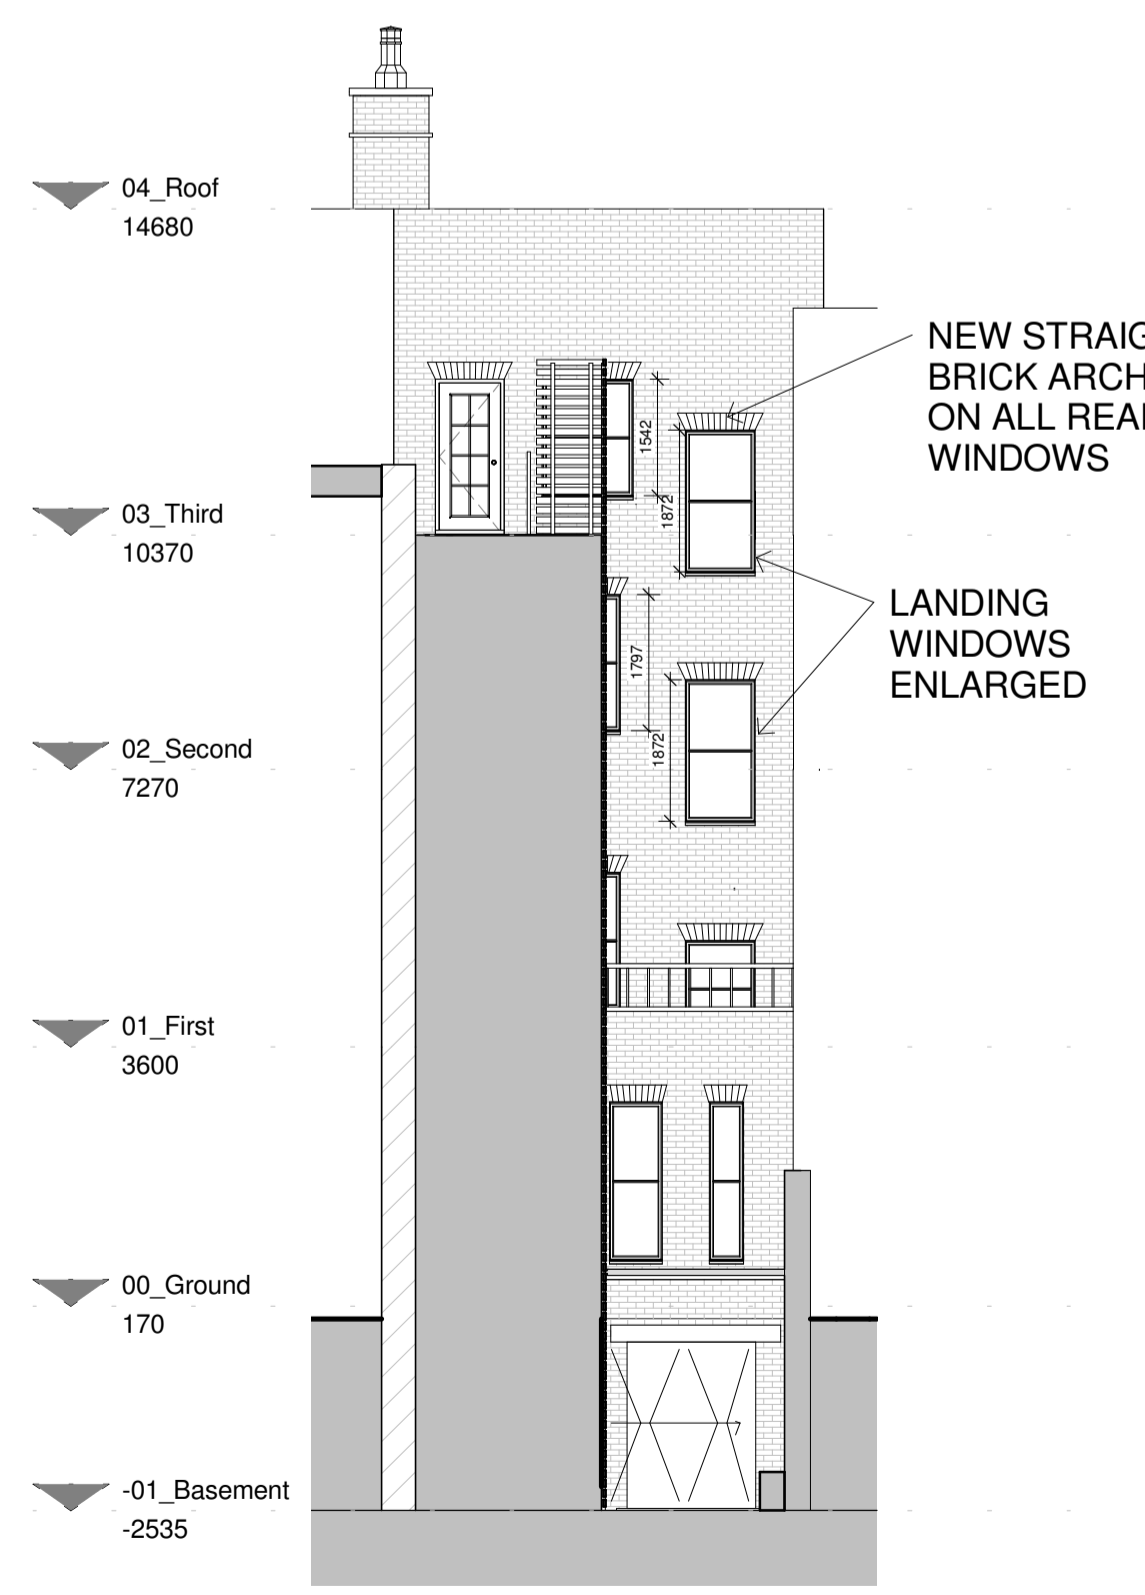 04_Roof
14680
NEW STRAIG
BRICK ARCH
ON ALL REA
WINDOWS
1542
1872
03_Third
10370
LANDING
WINDOWS
ENLARGED
1797
1872
02_Second
7270
01_First
3600
00_Ground
170
-01_Basement
-2535